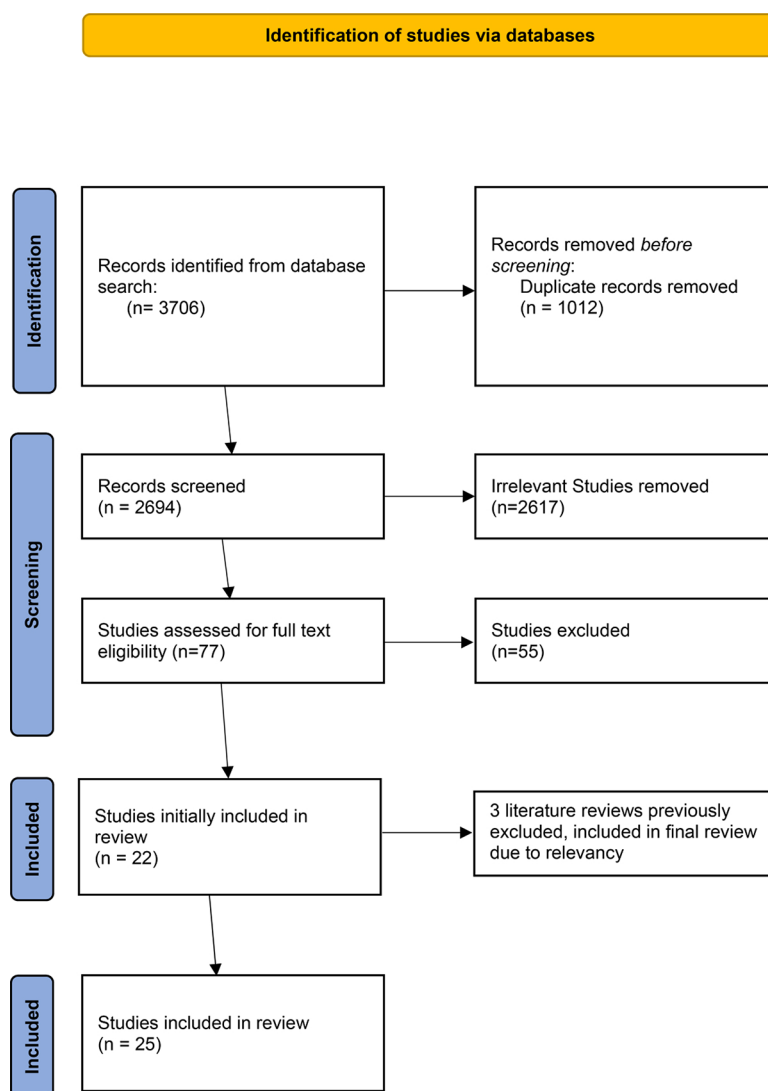 Identification of studies via databases
Identification
Records identified from database
search:
(n= 3706)
Records removed before
screening:
Duplicate records removed
(n = 1012)
Screening
Records screened
(n = 2694)
Irrelevant Studies removed
(n=2617)
Studies assessed for full text
eligibility (n=77)
Studies excluded
(n=55)
Included
Studies initially included in
review
(n = 22)
3 literature reviews previously
excluded, included in final review
due to relevancy
Included
Studies included in review
(n = 25)